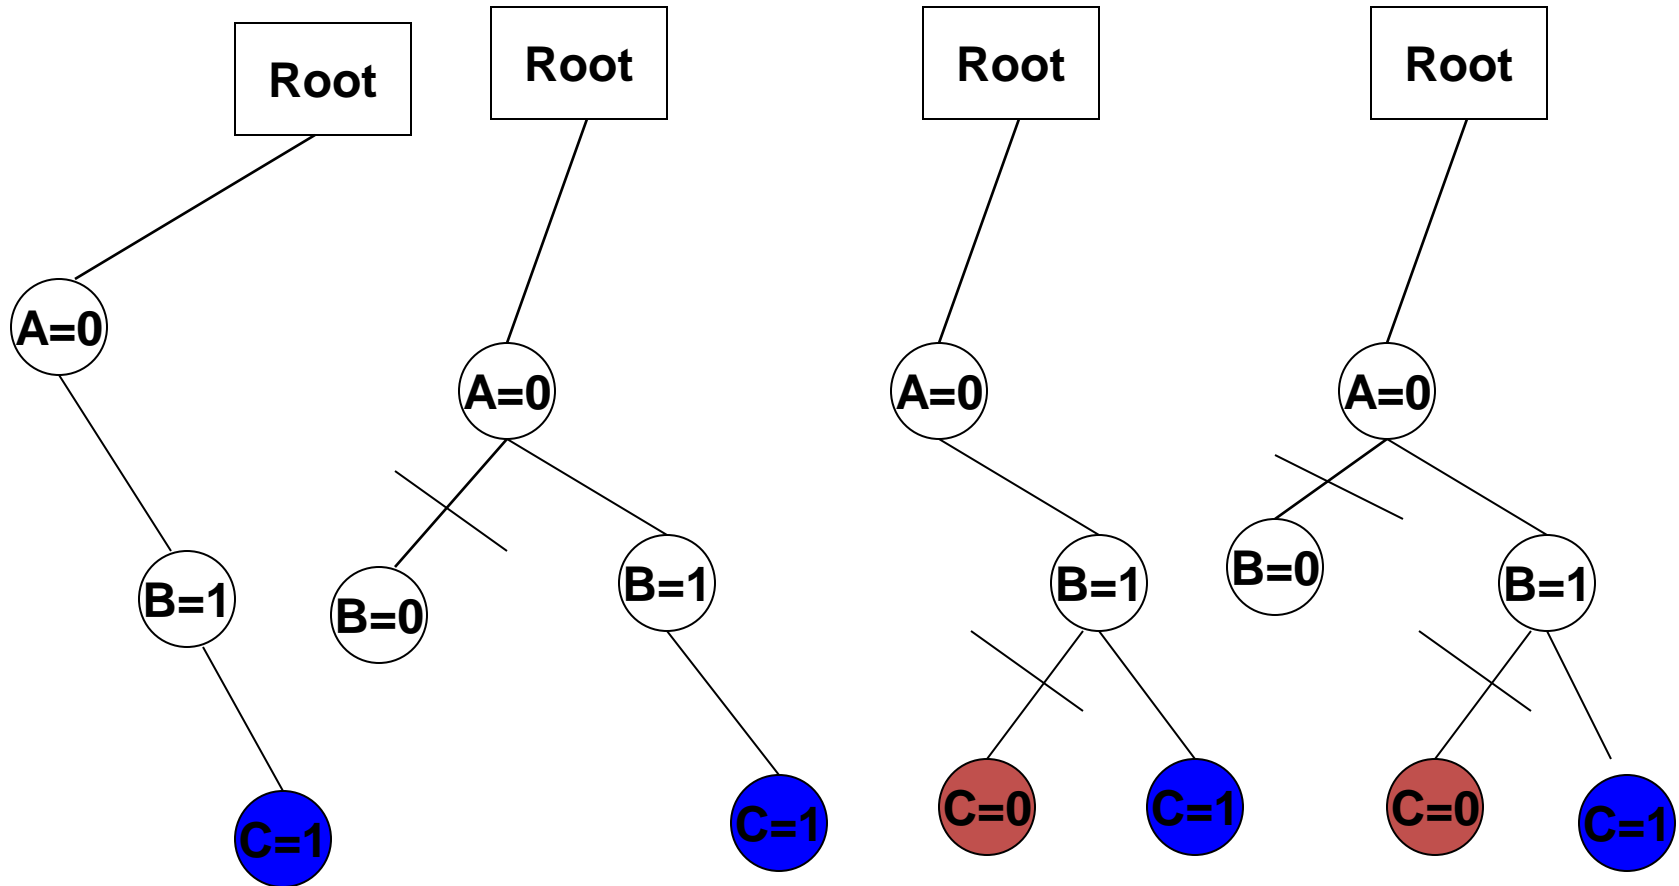 Root
A=0
B=1
C=1
Root
A=0
B=0
B=1
C=1
Root
A=0
B=1
C=0
C=1
Root
A=0
B=0
B=1
C=0
C=1